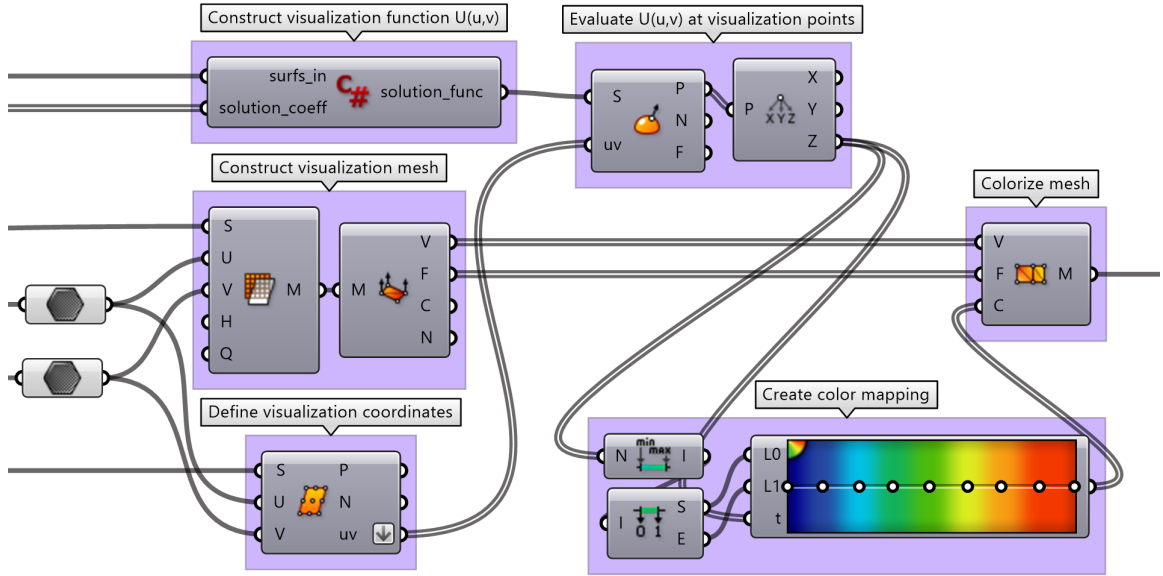 Construct visualization function U(u,v)
surfs_in
solution_coeff
C#
solution_func
Evaluate U(u,v) at visualization points
S
uv
P
N
F
P
X Y Z
X
Y
Z
Construct visualization mesh
S
U
V
H
Q
M
M
V
F
C
N
Colorize mesh
V
F
C
M
Define visualization coordinates
S
U
V
P
N
uv
Create color mapping
N
min
max
I
I
0 1
S
E
L0
L1
t